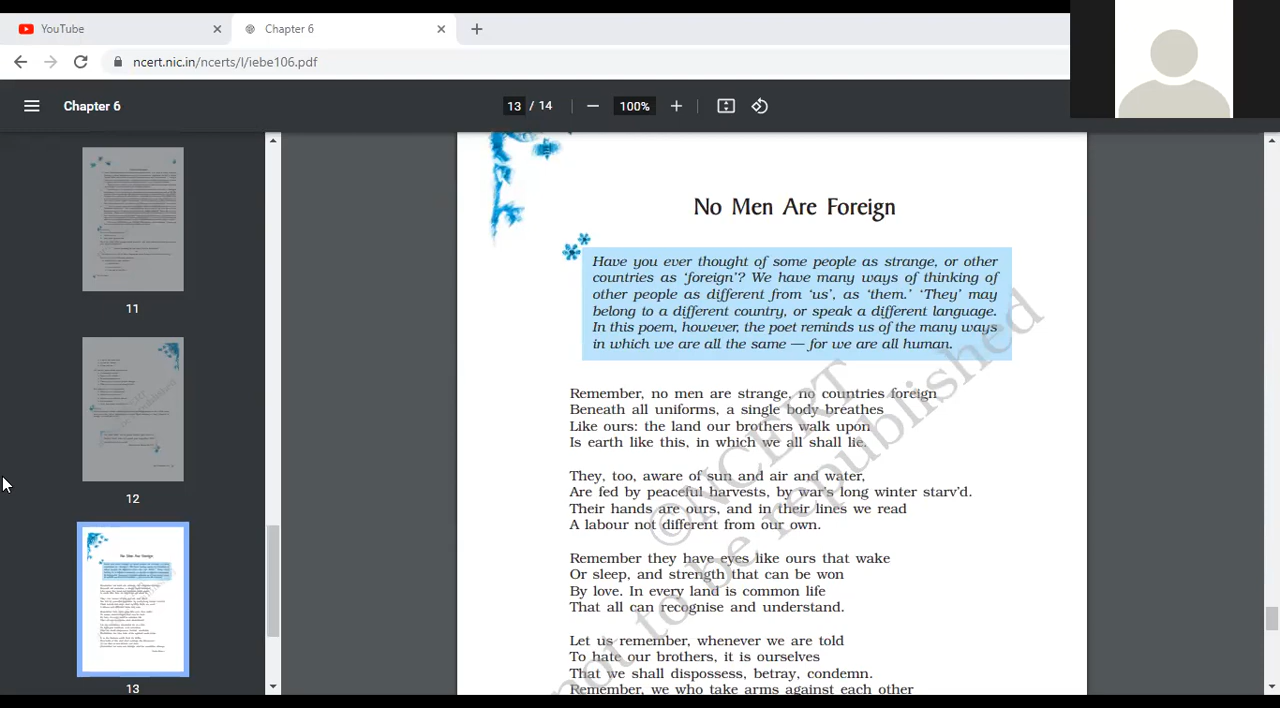 YouTube
Chapter 6
ncert.nic.in/ncerts/l/iebe106.pdf
Chapter 6
13 / 14
100%
11
12
13
No Men Are Foreign
Have you ever thought of some people as strange, or other
countries as ‘foreign’? We have many ways of thinking of
other people as different from ‘us’, as ‘them.’ ‘They’ may
belong to a different country, or speak a different language.
In this poem, however, the poet reminds us of the many ways
in which we are all the same — for we are all human.
Remember, no men are strange, no countries foreign
Beneath all uniforms, a single body breathes
Like ours: the land our brothers walk upon
Is earth like this, in which we all shall lie.
They, too, aware of sun and air and water,
Are fed by peaceful harvests, by war’s long winter starv’d.
Their hands are ours, and in their lines we read
A labour not different from our own.
Remember they have eyes like ours that wake
Or sleep, and strength that can be won
By love. In every land is common life
That all can recognise and understand.
Let us remember, whenever we are told
To hate our brothers, it is ourselves
That we shall dispossess, betray, condemn.
Remember, we who take arms against each other
©NCERT
not to be republished